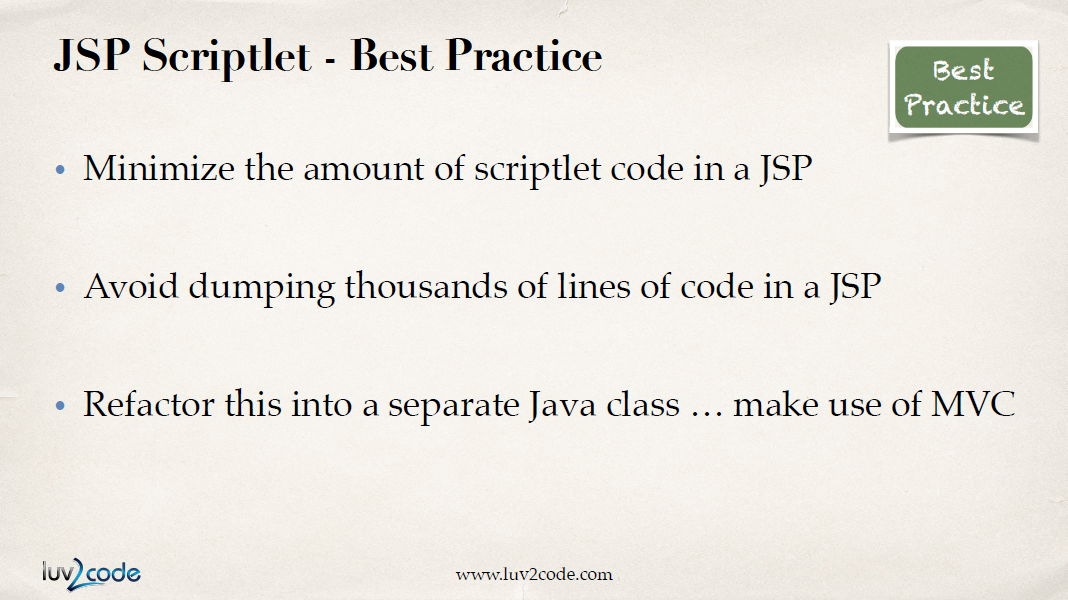 JSP Scriptlet - Best Practice
Best
Practice
• Minimize the amount of scriptlet code in a JSP
• Avoid dumping thousands of lines of code in a JSP
• Refactor this into a separate Java class … make use of MVC
luv2code
www.luv2code.com